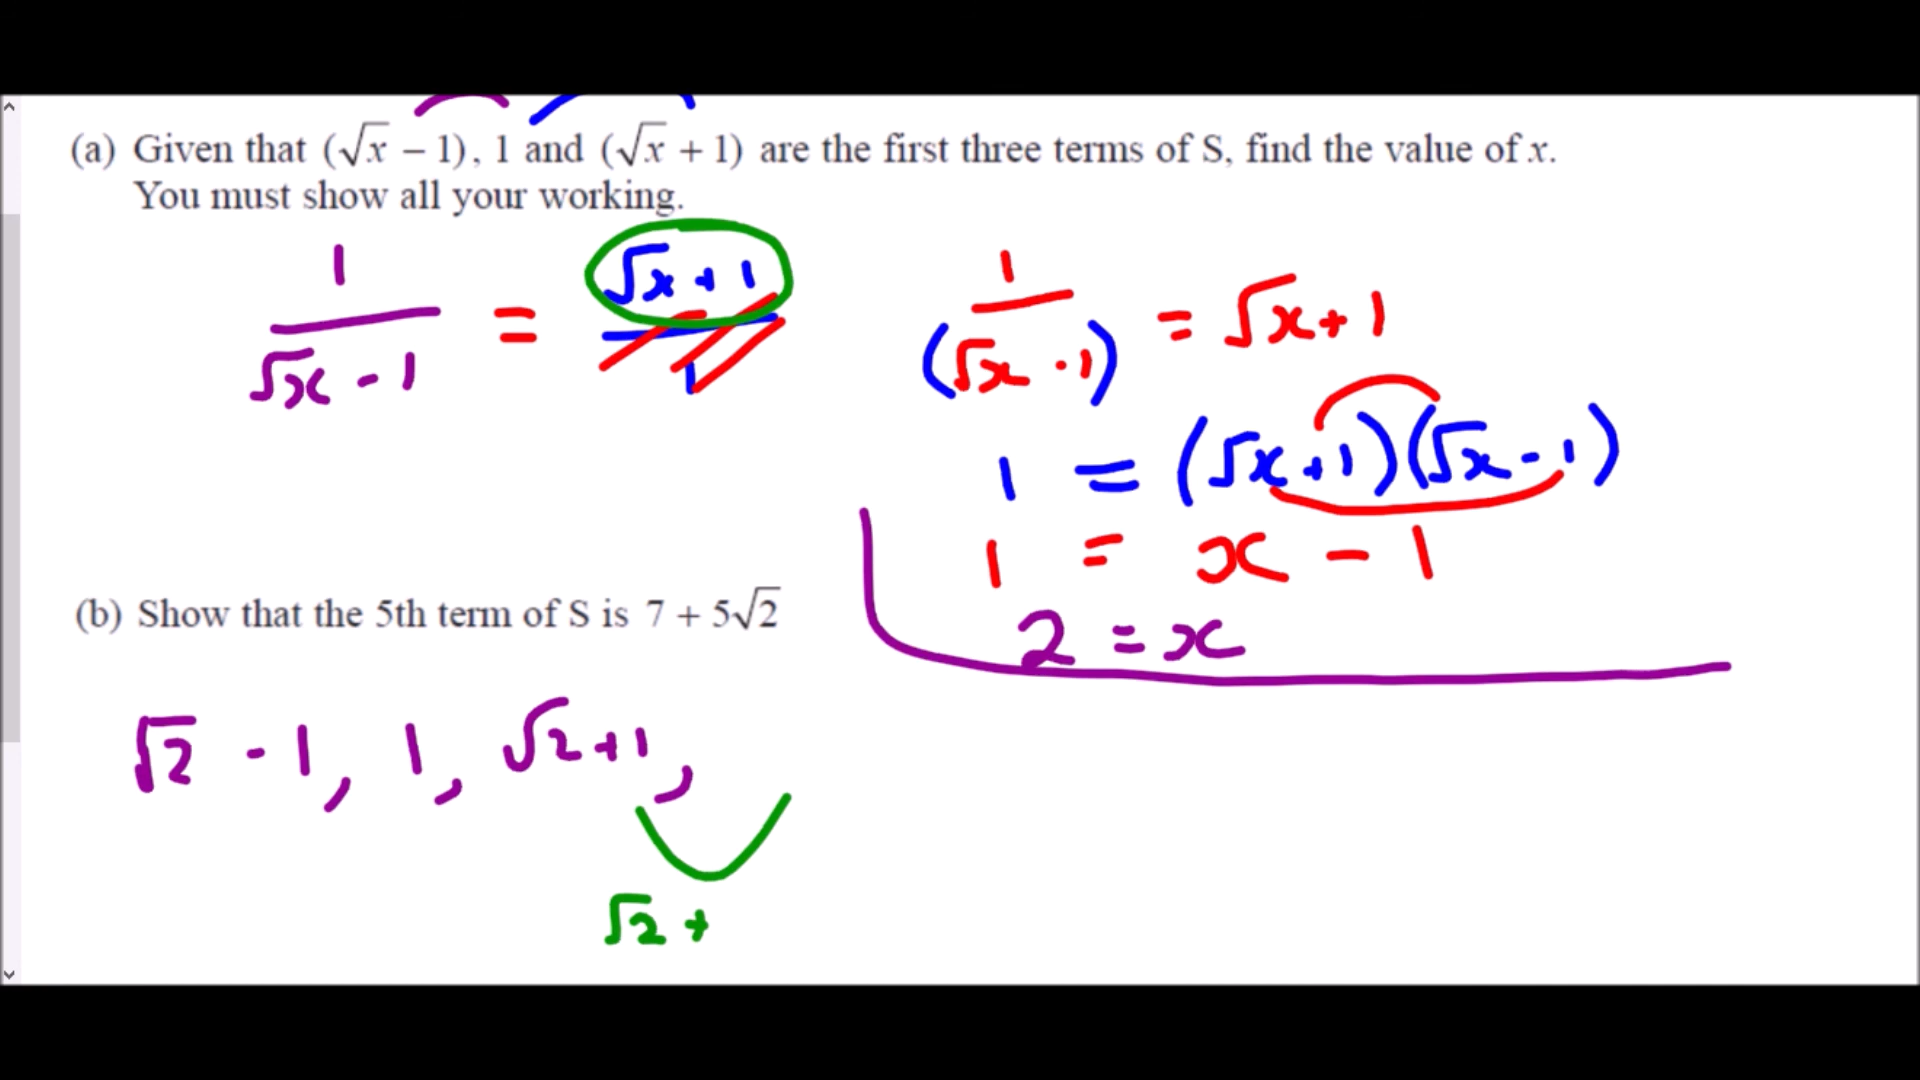 (a) Given that (√x − 1), 1 and (√x + 1) are the first three terms of S, find the value of x.
You must show all your working.
1/(√x - 1) = (√x + 1)/1
1/(√x - 1) = √x + 1
1 = (√x + 1)(√x - 1)
1 = x - 1
2 = x
(b) Show that the 5th term of S is 7 + 5√2
√2 - 1, 1, √2 + 1,
√2 +